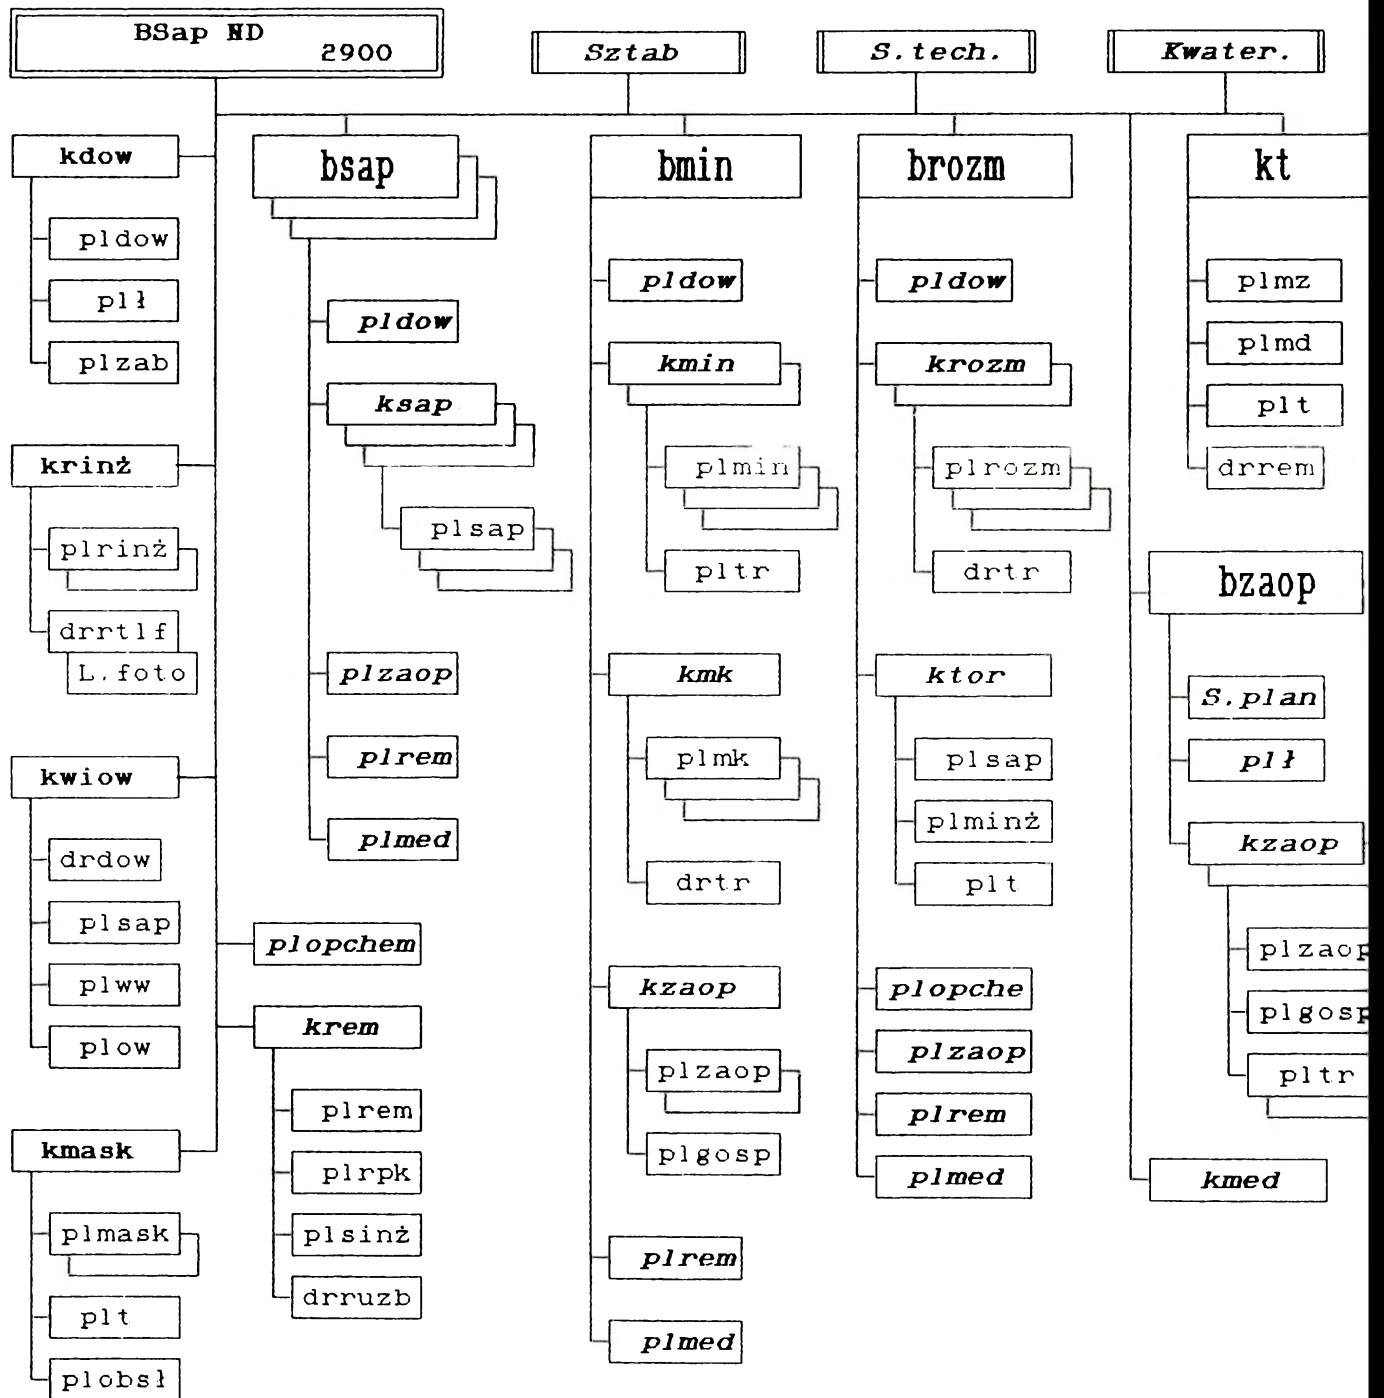 BSap ND
2900
Sztab
S.tech.
Kwater.
kdow
pldow
plł
plzab
krinż
plrinż
drrtlf
L.foto
kwiow
drdow
plsap
plww
plow
kmask
plmask
plt
plobsł
bsap
pldow
ksap
plsap
plzaop
plrem
plmed
plopchem
krem
plrem
plrpk
plsinż
drruzb
bmin
pldow
kmin
plmin
pltr
kmk
plmk
drtr
kzaop
plzaop
plgosp
plrem
plmed
brozm
pldow
krozm
plrozm
drtr
ktor
plsap
plminż
plt
plopche
plzaop
plrem
plmed
kt
plmz
plmd
plt
drrem
bzaop
S.plan
plł
kzaop
plzaop
plgosp
pltr
kmed